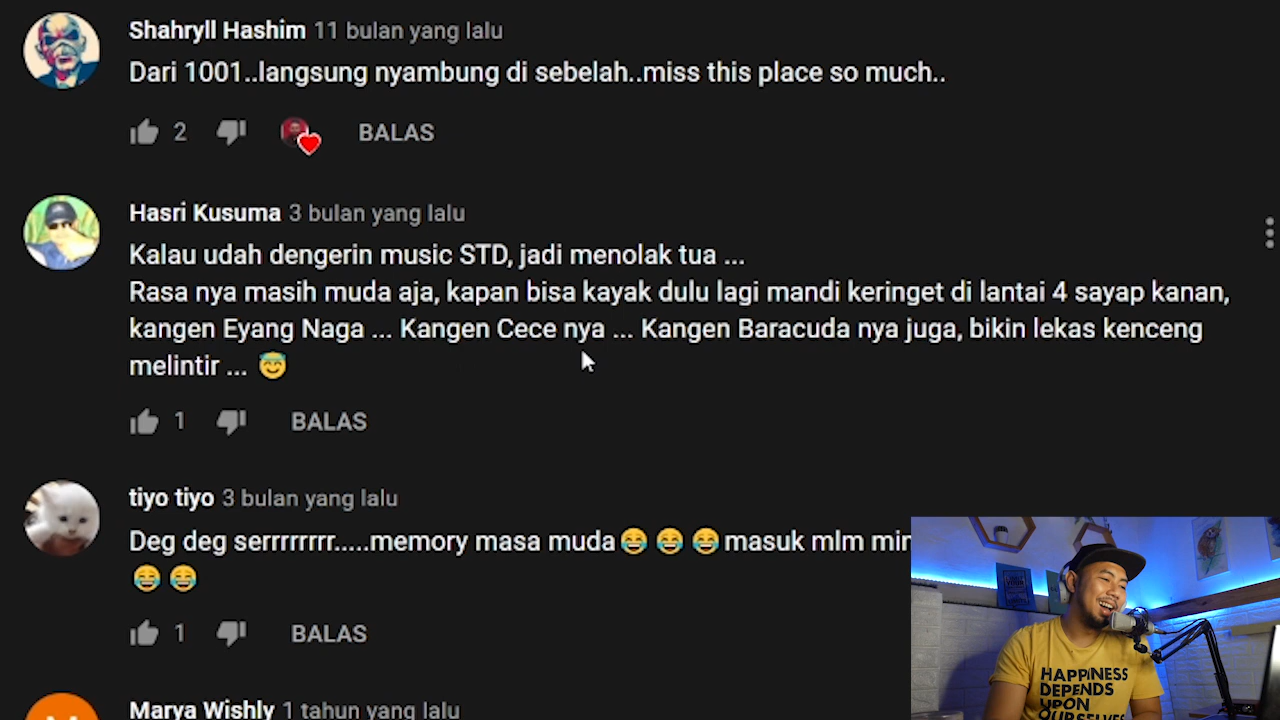 Shahryll Hashim 11 bulan yang lalu
Dari 1001..langsung nyambung di sebelah..miss this place so much..
2 BALAS
Hasri Kusuma 3 bulan yang lalu
Kalau udah dengerin music STD, jadi menolak tua ...
Rasa nya masih muda aja, kapan bisa kayak dulu lagi mandi keringet di lantai 4 sayap kanan,
kangen Eyang Naga ... Kangen Cece nya ... Kangen Baracuda nya juga, bikin lekas kenceng
melintir ... 😇
1 BALAS
tiyo tiyo 3 bulan yang lalu
Deg deg serrrrrrrr.....memory masa muda😂😂😂masuk mlm
😂😂
1 BALAS
Marya Wishly 1 tahun yang lalu
HAPPINESS
DEPENDS
UPON
OURSELVES